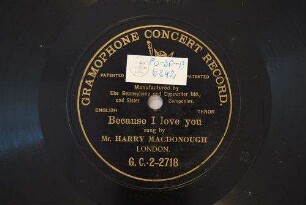 GRAMOPHONE CONCERT RECORD.
PATENTED PATENTED
Manufactured by
The Gramophone and Typewriter Ltd.,
and Sister Companies.
ENGLISH TENOR
Because I love you
sung by
Mr. HARRY MACDONOUGH
LONDON.
G.C.-2-2718